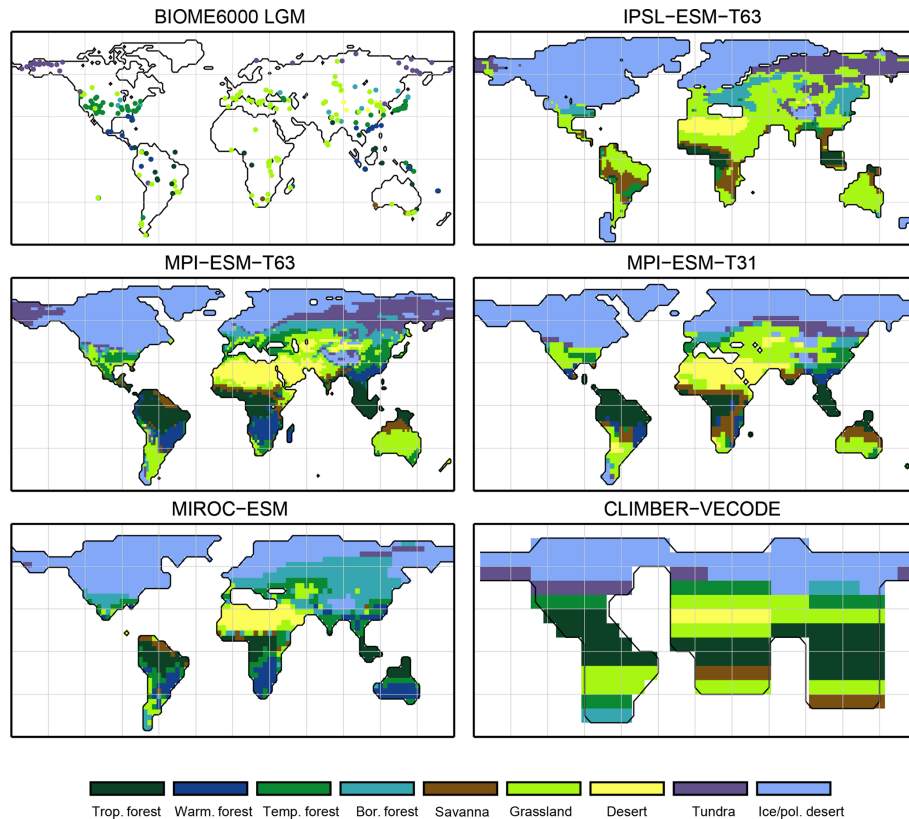 BIOME6000 LGM
IPSL−ESM−T63
MPI−ESM−T63
MPI−ESM−T31
MIROC−ESM
CLIMBER−VECODE
Trop. forest Warm. forest Temp. forest Bor. forest Savanna Grassland Desert Tundra Ice/pol. desert